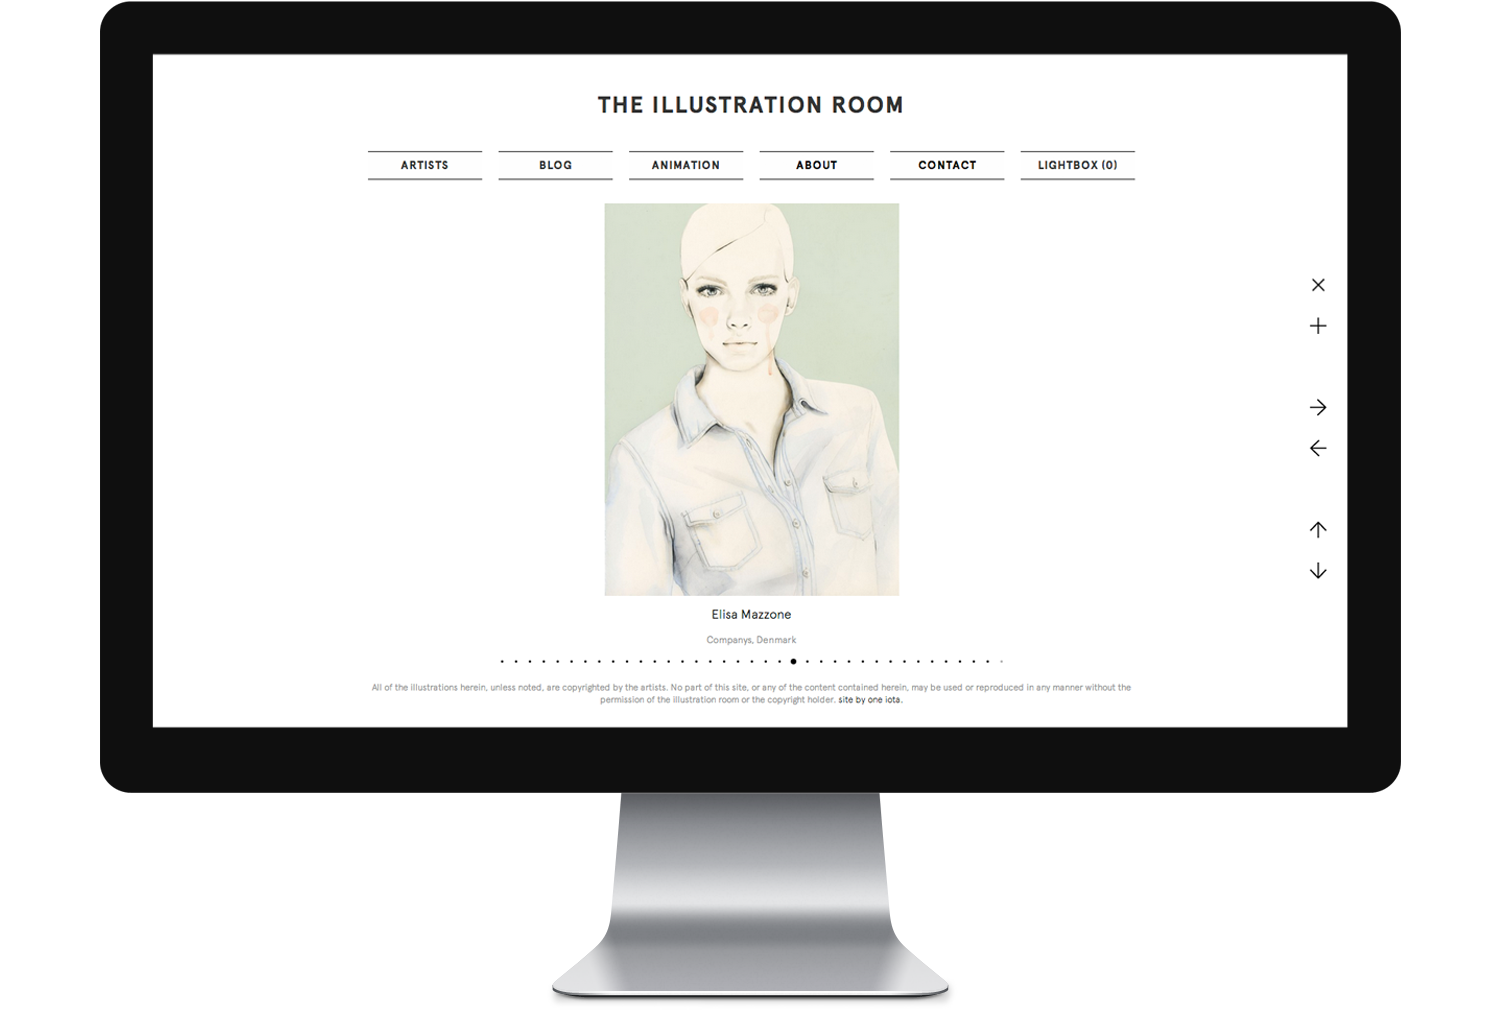 THE ILLUSTRATION ROOM
ARTISTS BLOG ANIMATION ABOUT CONTACT LIGHTBOX (0)
Elisa Mazzone
Companys, Denmark
All of the illustrations herein, unless noted, are copyrighted by the artists. No part of this site, or any of the content contained herein, may be used or reproduced in any manner without the
permission of the illustration room or the copyright holder. site by one iota.